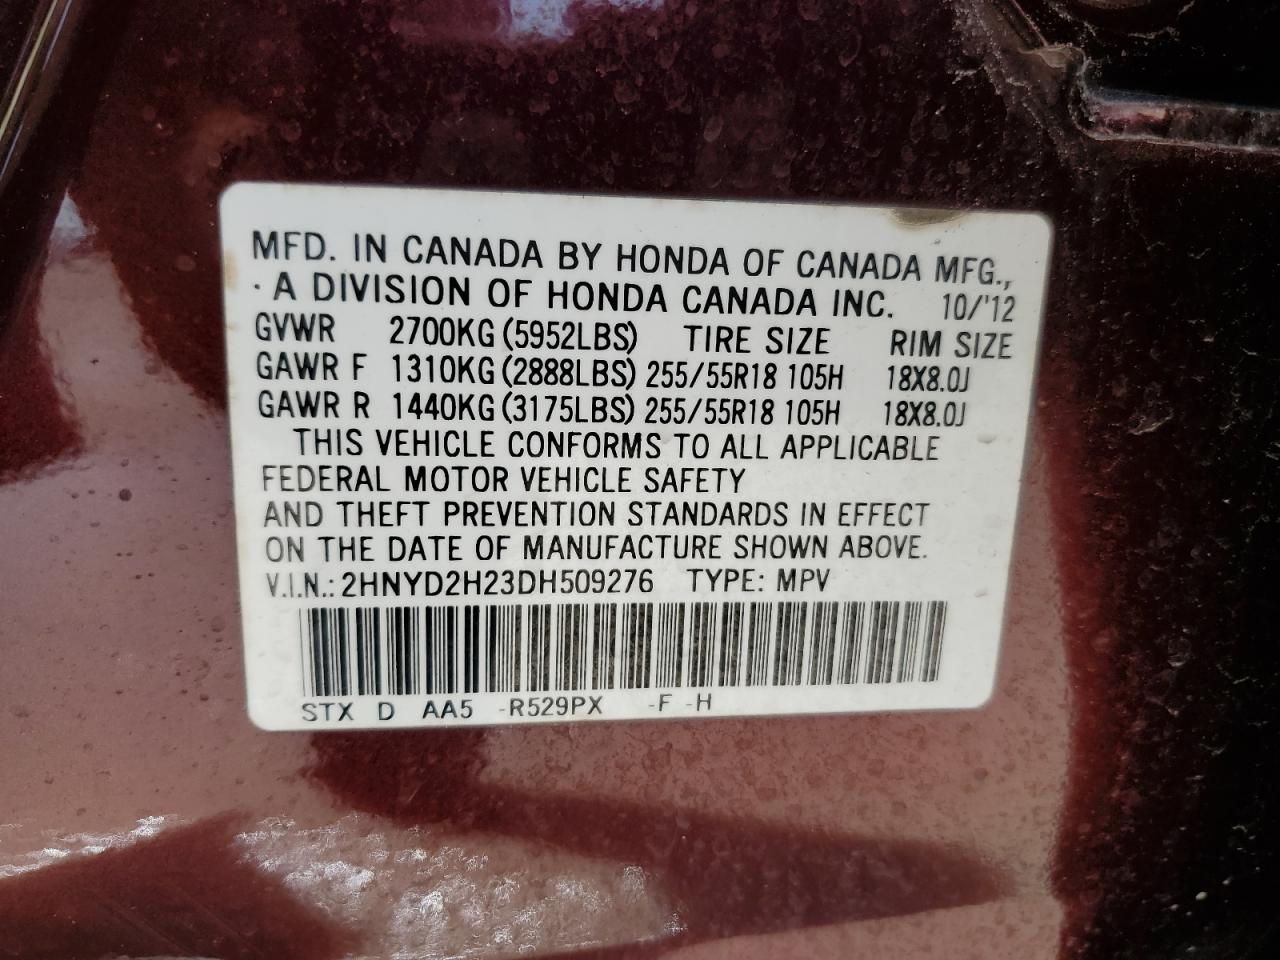 MFD. IN CANADA BY HONDA OF CANADA MFG.,
· A DIVISION OF HONDA CANADA INC. 10/'12
GVWR 2700KG (5952LBS) TIRE SIZE RIM SIZE
GAWR F 1310KG (2888LBS) 255/55R18 105H 18X8.0J
GAWR R 1440KG (3175LBS) 255/55R18 105H 18X8.0J
THIS VEHICLE CONFORMS TO ALL APPLICABLE
FEDERAL MOTOR VEHICLE SAFETY
AND THEFT PREVENTION STANDARDS IN EFFECT
ON THE DATE OF MANUFACTURE SHOWN ABOVE.
V.I.N.: 2HNYD2H23DH509276 TYPE: MPV
STX D AA5 -R529PX -F -H